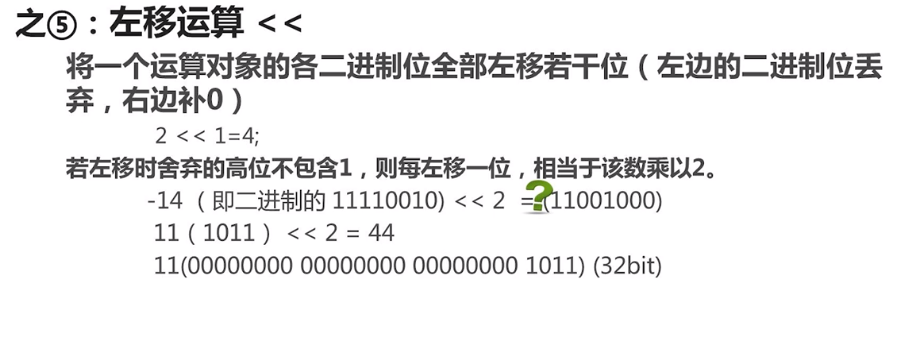 之⑤：左移运算 <<
将一个运算对象的各二进制位全部左移若干位（左边的二进制位丢
弃，右边补0）
2 << 1=4;
若左移时舍弃的高位不包含1，则每左移一位，相当于该数乘以2。
-14 （即二进制的 11110010) << 2 =?(11001000)
11（1011） << 2 = 44
11(00000000 00000000 00000000 1011) (32bit)